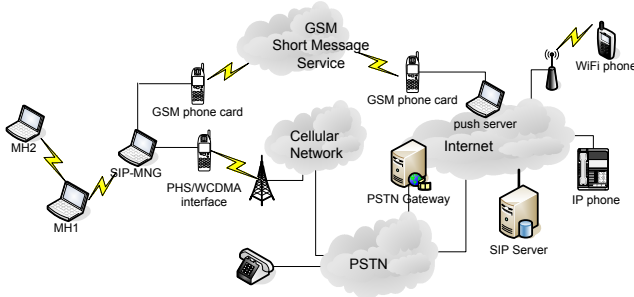 GSM
Short Message
Service
WiFi phone
GSM phone card
GSM phone card
push server
MH2
Cellular
Network
Internet
SIP-MNG
PHS/WCDMA
interface
PSTN Gateway
IP phone
MH1
SIP Server
PSTN